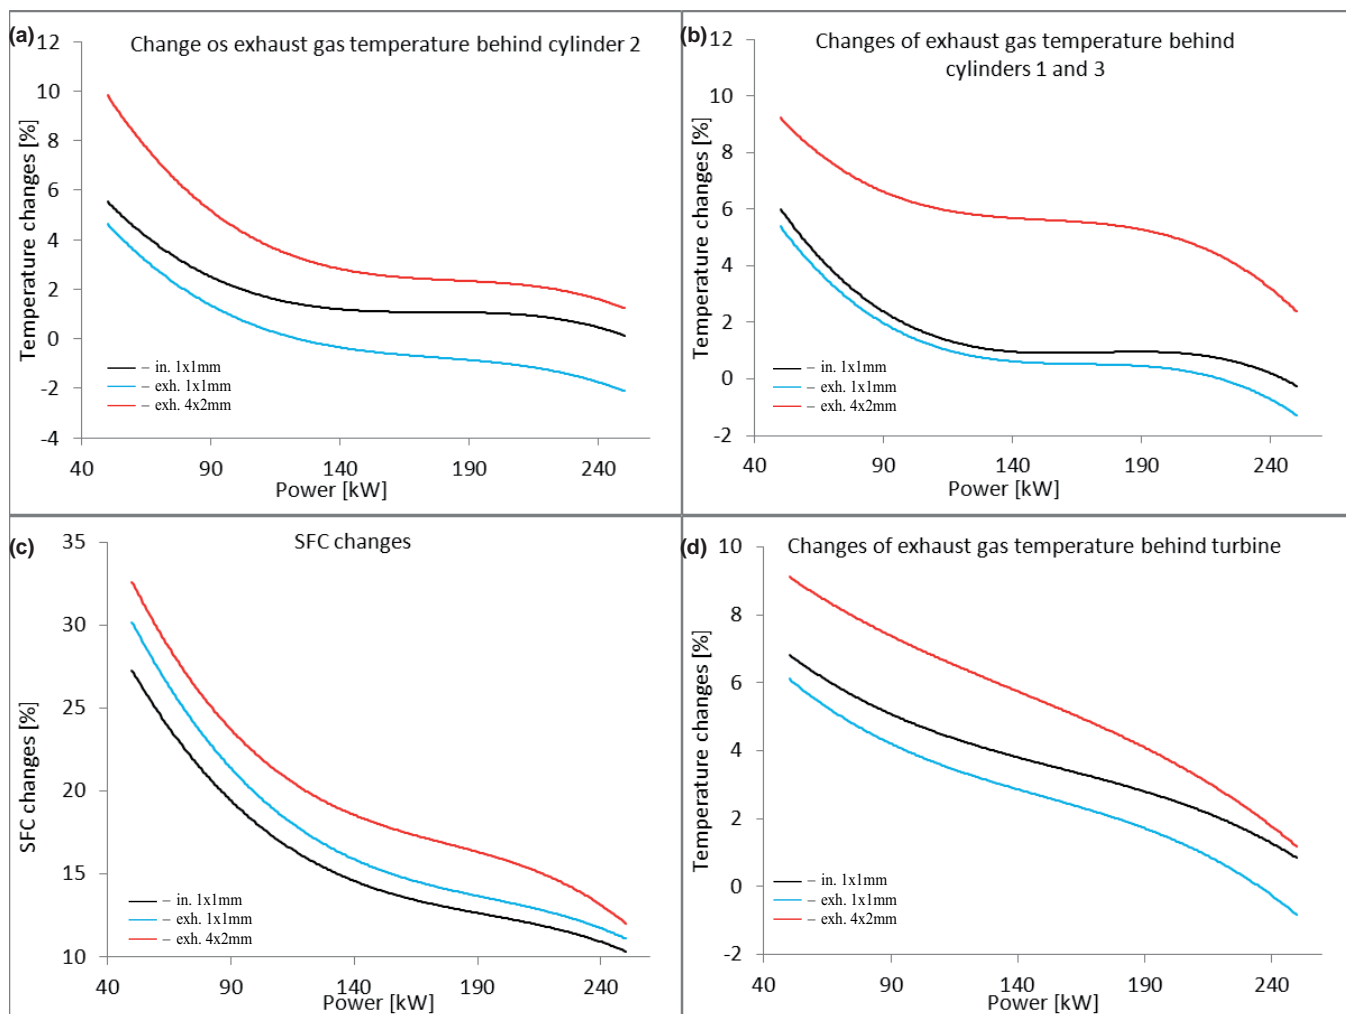 (a)
Change os exhaust gas temperature behind cylinder 2
Temperature changes [%]
12
10
8
6
4
2
0
-2
-4
– in. 1x1mm
– exh. 1x1mm
– exh. 4x2mm
40 90 140 190 240
Power [kW]
(b)
Changes of exhaust gas temperature behind
cylinders 1 and 3
Temperature changes [%]
12
10
8
6
4
2
0
-2
– in. 1x1mm
– exh. 1x1mm
– exh. 4x2mm
40 90 140 190 240
Power [kW]
(c)
SFC changes
SFC changes [%]
35
30
25
20
15
10
– in. 1x1mm
– exh. 1x1mm
– exh. 4x2mm
40 90 140 190 240
Power [kW]
(d)
Changes of exhaust gas temperature behind turbine
Temperature changes [%]
10
8
6
4
2
0
-2
– in. 1x1mm
– exh. 1x1mm
– exh. 4x2mm
40 90 140 190 240
Power [kW]